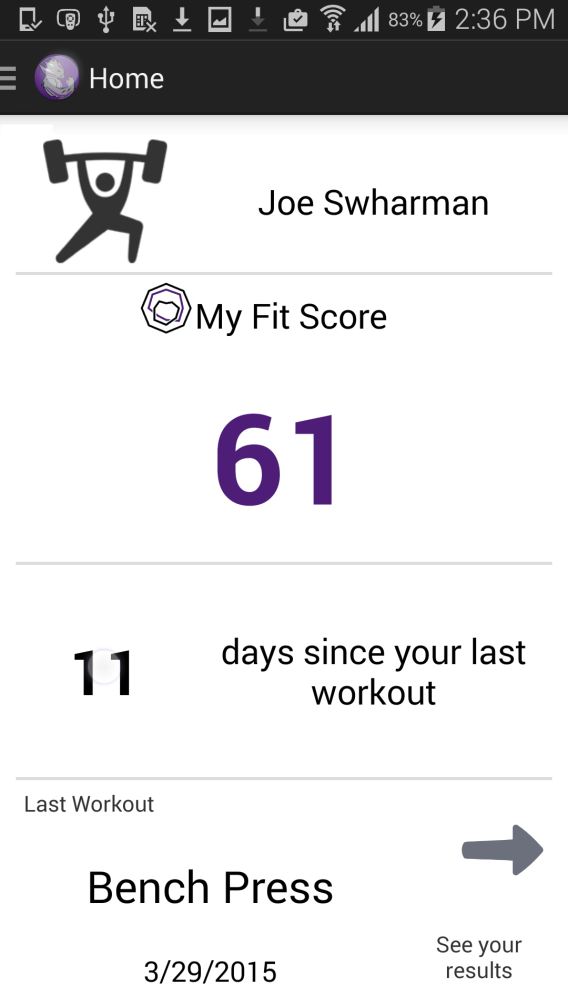 83% 2:36 PM
Home
Joe Swharman
My Fit Score
61
11
days since your last
workout
Last Workout
Bench Press
3/29/2015
See your
results